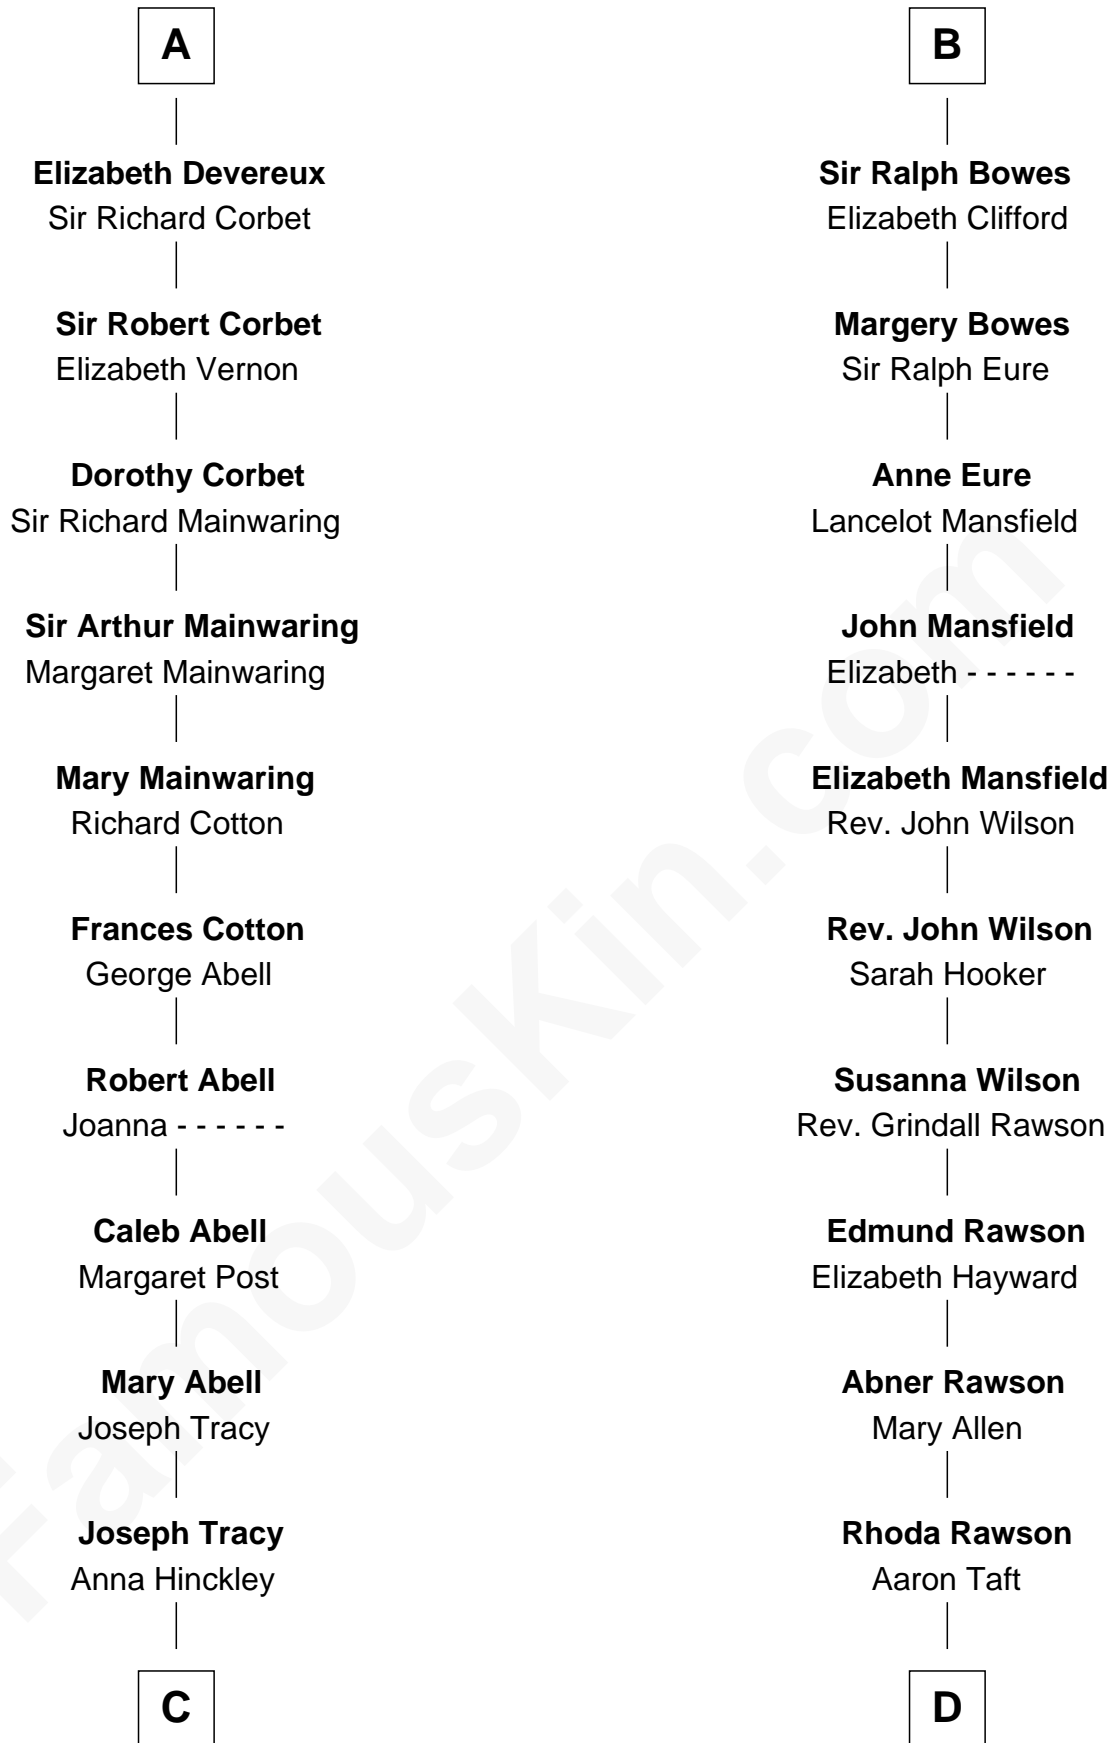 A
Elizabeth Devereux
Sir Richard Corbet
Sir Robert Corbet
Elizabeth Vernon
Dorothy Corbet
Sir Richard Mainwaring
Sir Arthur Mainwaring
Margaret Mainwaring
Mary Mainwaring
Richard Cotton
Frances Cotton
George Abell
Robert Abell
Joanna - - - - - -
Caleb Abell
Margaret Post
Mary Abell
Joseph Tracy
Joseph Tracy
Anna Hinckley
C
B
Sir Ralph Bowes
Elizabeth Clifford
Margery Bowes
Sir Ralph Eure
Anne Eure
Lancelot Mansfield
John Mansfield
Elizabeth - - - - - -
Elizabeth Mansfield
Rev. John Wilson
Rev. John Wilson
Sarah Hooker
Susanna Wilson
Rev. Grindall Rawson
Edmund Rawson
Elizabeth Hayward
Abner Rawson
Mary Allen
Rhoda Rawson
Aaron Taft
D
FamousKin.com